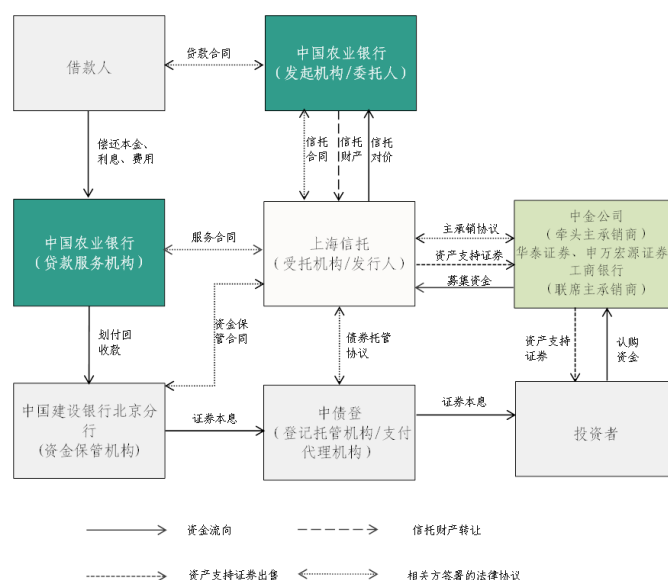 借款人
贷款合同
中国农业银行
(发起机构/委托人)
偿还本金、
利息、费用
信托
合同
信托
财产
信托
对价
中国农业银行
(贷款服务机构)
服务合同
上海信托
(受托机构/发行人)
主承销协议
资产支持证券
募集资金
中金公司
(牵头主承销商)
华泰证券、申万宏源证券
工商银行
(联席主承销商)
划付回
收款
资金保
管合同
债券托管
协议
资产支持
证券
认购
资金
中国建设银行北京分
行
(资金保管机构)
证券本息
中债登
(登记托管机构/支付
代理机构)
证券本息
投资者
资金流向
信托财产转让
资产支持证券出售
相关方签署的法律协议